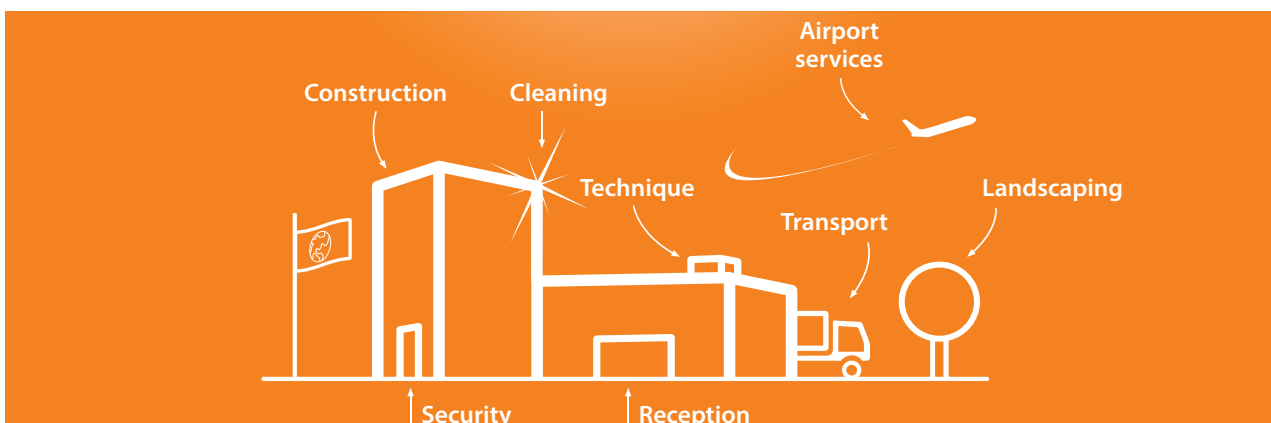 Airport
services
Construction
Cleaning
Technique
Landscaping
Transport
Security
Reception